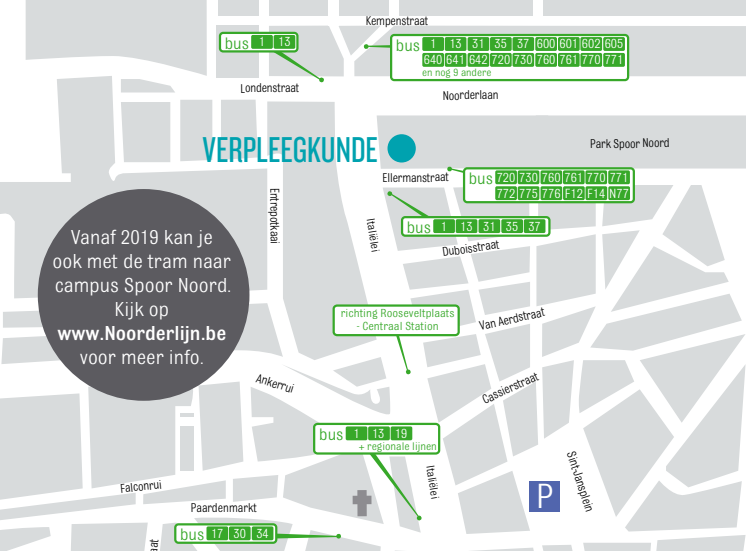 Kempenstraat
bus 1 13
bus 1 13 31 35 37 600 601 602 605
640 641 642 720 730 760 761 770 771
en nog 9 andere
Londenstraat
Noorderlaan
VERPLEEGKUNDE
Park Spoor Noord
Ellermanstraat
bus 720 730 760 761 770 771
772 775 776 F12 F14 N77
Entrepotkaai
Italiëlei
bus 1 13 31 35 37
Duboisstraat
Vanaf 2019 kan je
ook met de tram naar
campus Spoor Noord.
Kijk op
www.Noorderlijn.be
voor meer info.
richting Rooseveltplaats
- Centraal Station
Van Aerdstraat
Ankerrui
Cassierstraat
bus 1 13 19
+ regionale lijnen
Italiëlei
Sint-Jansplein
P
Falconrui
Paardenmarkt
bus 17 30 34
aat